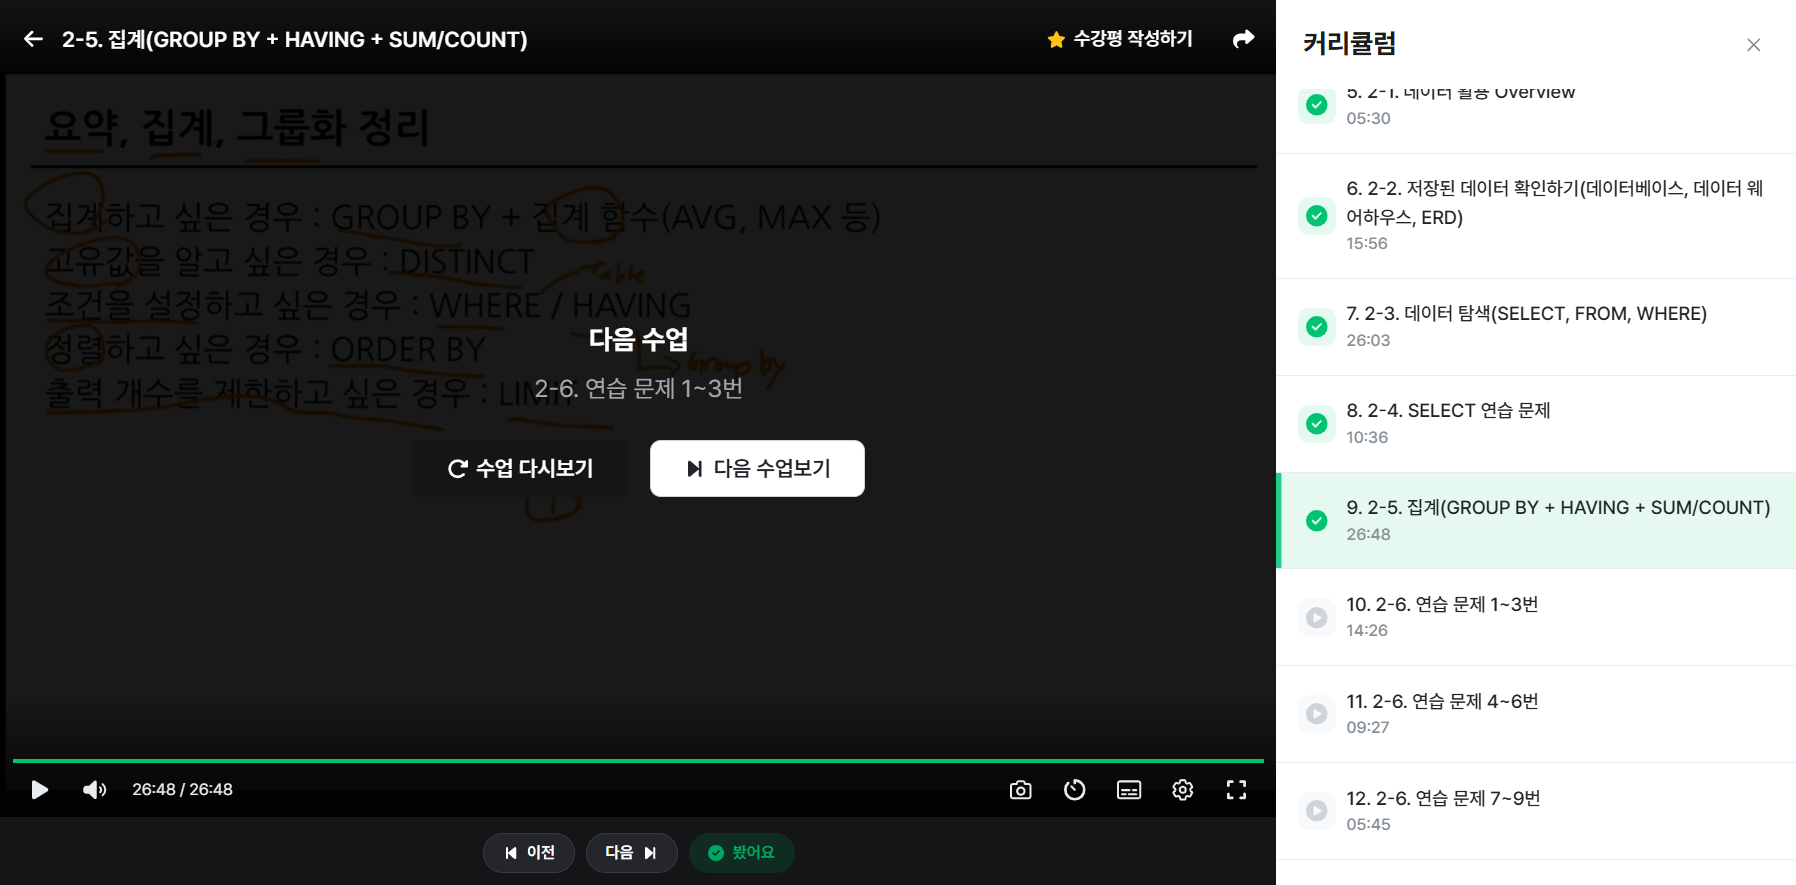 2-5. 집계(GROUP BY + HAVING + SUM/COUNT)
수강평 작성하기
요약, 집계, 그룹화 정리
집계하고 싶은 경우 : GROUP BY + 집계 함수(AVG, MAX 등)
고유값을 알고 싶은 경우 : DISTINCT
Table
조건을 설정하고 싶은 경우 : WHERE / HAVING
정렬하고 싶은 경우 : ORDER BY
Group by
출력 개수를 제한하고 싶은 경우 : LIMIT
다음 수업
2-6. 연습 문제 1~3번
수업 다시보기
다음 수업보기
26:48 / 26:48
이전
다음
봤어요
커리큘럼
5. 2-1. 데이터 활용 Overview
05:30
6. 2-2. 저장된 데이터 확인하기(데이터베이스, 데이터 웨
어하우스, ERD)
15:56
7. 2-3. 데이터 탐색(SELECT, FROM, WHERE)
26:03
8. 2-4. SELECT 연습 문제
10:36
9. 2-5. 집계(GROUP BY + HAVING + SUM/COUNT)
26:48
10. 2-6. 연습 문제 1~3번
14:26
11. 2-6. 연습 문제 4~6번
09:27
12. 2-6. 연습 문제 7~9번
05:45